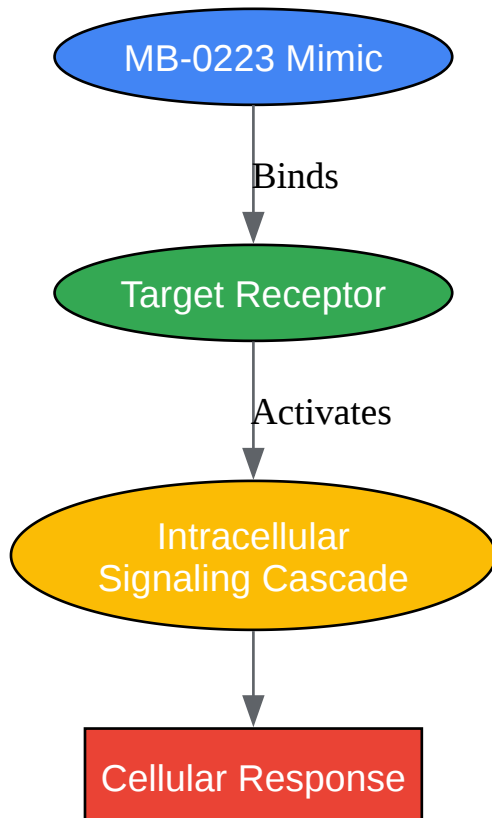 MB-0223 Mimic
Binds
Target Receptor
Activates
Intracellular
Signaling Cascade
Cellular Response